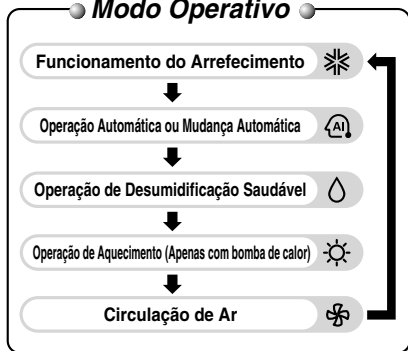 Modo Operativo
Funcionamento do Arrefecimento
Operação Automática ou Mudança Automática
AI
Operação de Desumidificação Saudável
Operação de Aquecimento (Apenas com bomba de calor)
Circulação de Ar